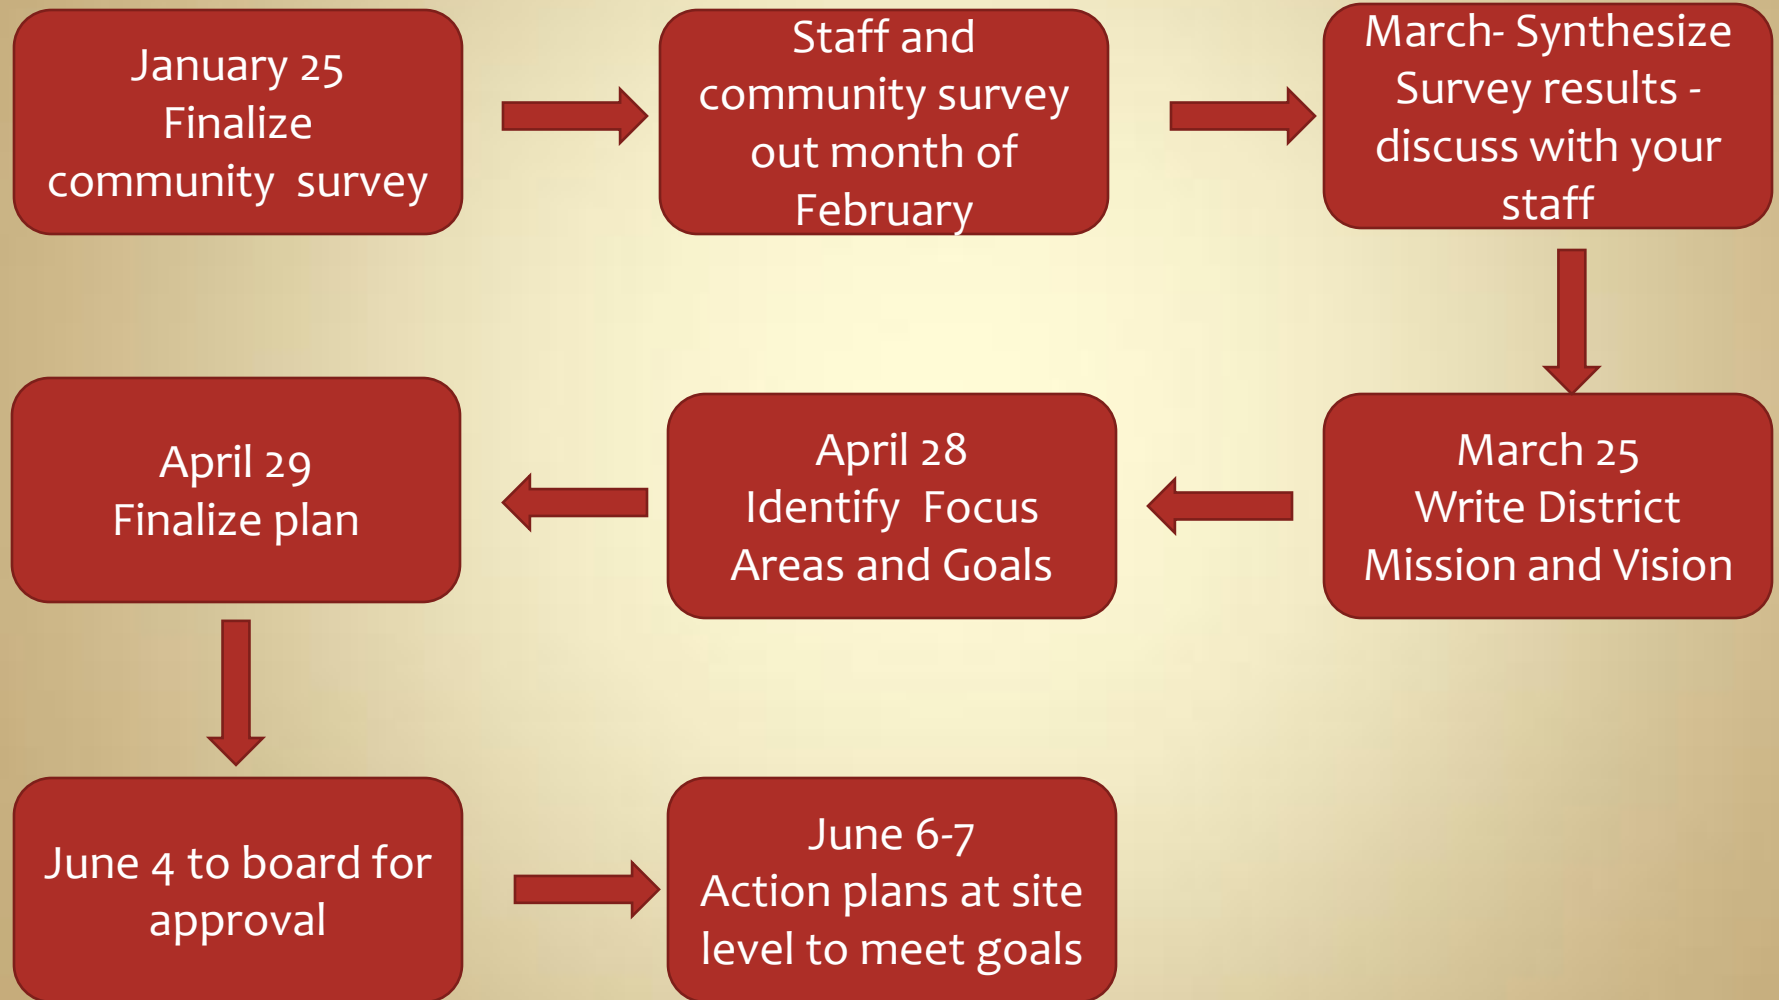 January 25
Finalize
community  survey
Staff and
community survey
out month of
February
March- Synthesize
Survey results -
discuss with your
staff
March 25
Write District
Mission and Vision
April 28
Identify  Focus
Areas and Goals
April 29
Finalize plan
June 4 to board for
approval
June 6-7
Action plans at site
level to meet goals